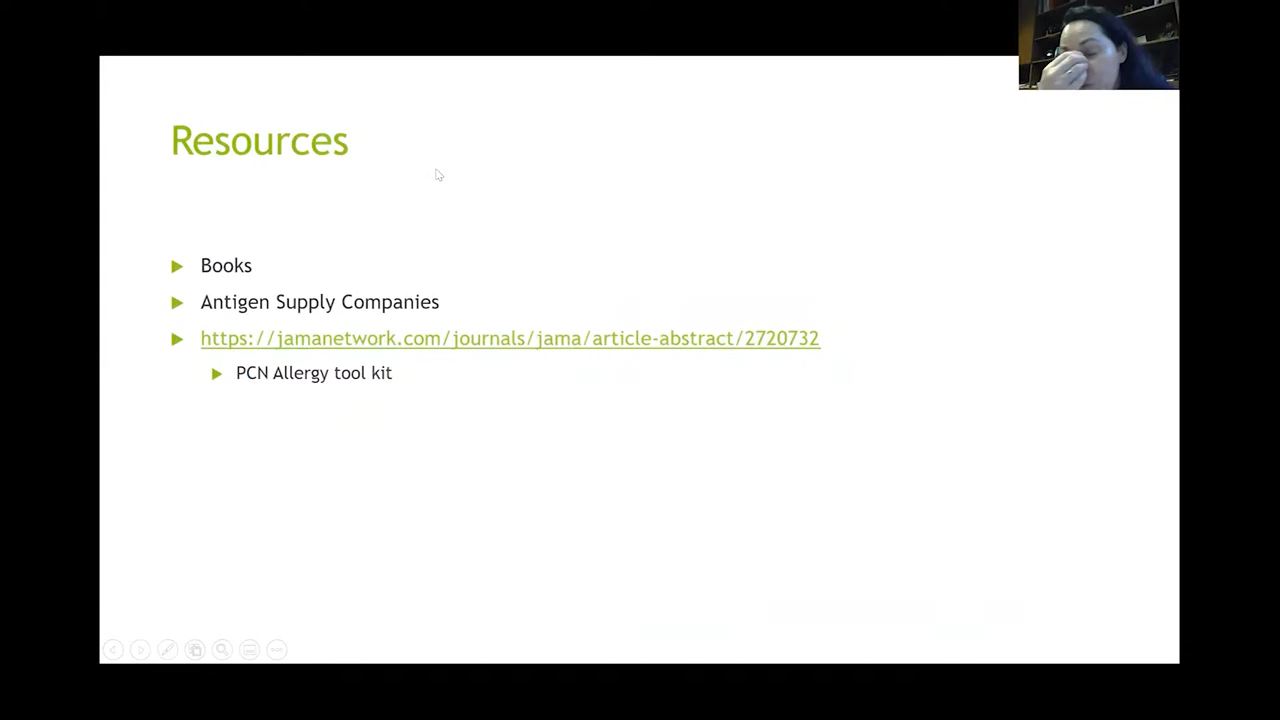 Resources
Books
Antigen Supply Companies
https://jamanetwork.com/journals/jama/article-abstract/2720732
PCN Allergy tool kit